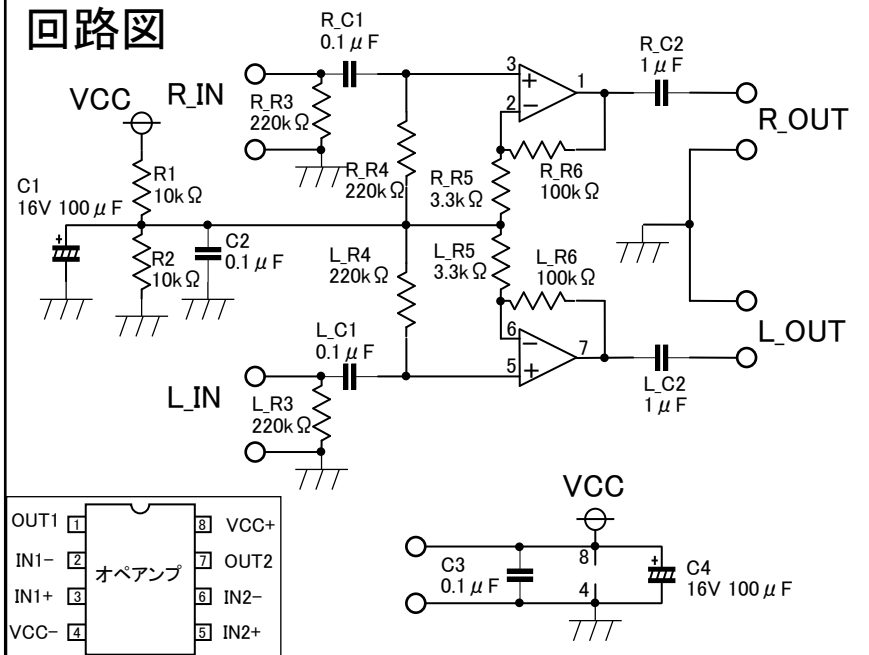 回路図
R_C1
0.1μF
R_C2
1μF
VCC
R_IN
R_R3
220kΩ
3
2
1
R_OUT
C1
16V 100μF
R1
10kΩ
R_R4
220kΩ
R_R5
3.3kΩ
R_R6
100kΩ
R2
10kΩ
C2
0.1μF
L_R4
220kΩ
L_R5
3.3kΩ
L_R6
100kΩ
L_C1
0.1μF
6
5
7
L_OUT
L_IN
L_R3
220kΩ
L_C2
1μF
OUT1 1
IN1- 2
IN1+ 3
VCC- 4
オペアンプ
8 VCC+
7 OUT2
6 IN2-
5 IN2+
VCC
C3
0.1μF
8
4
C4
16V 100μF